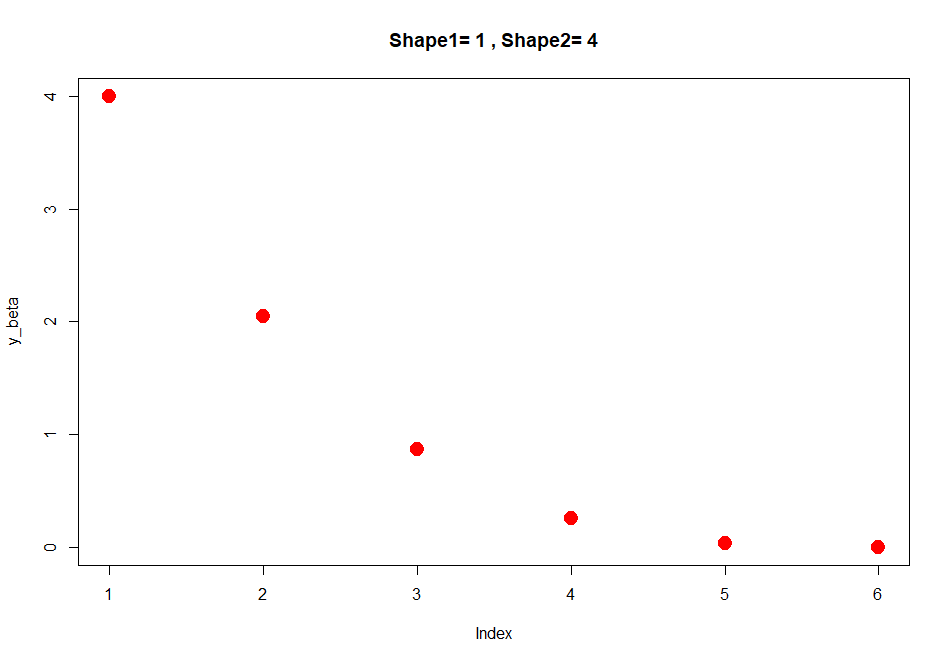 Shape1= 1 , Shape2= 4
4
3
2
1
0
y_beta
1 2 3 4 5 6
Index